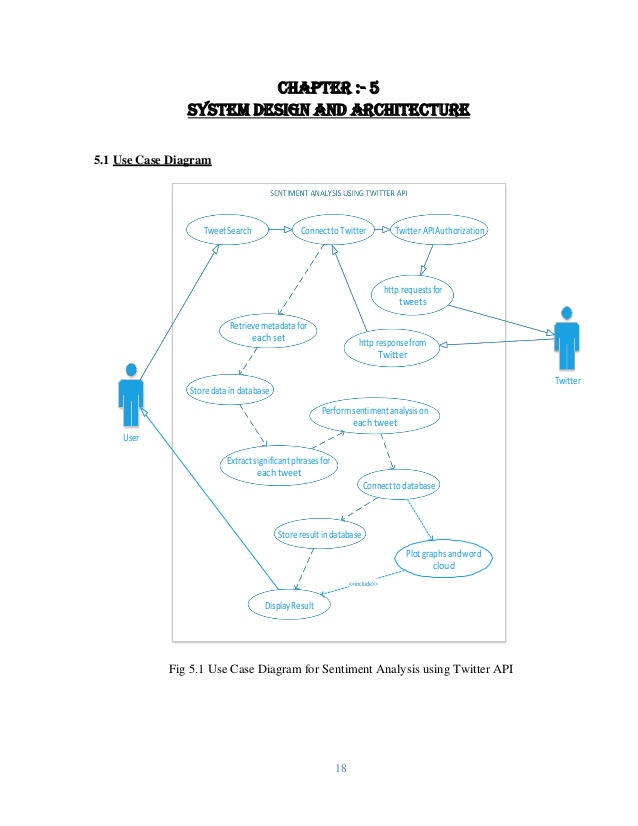 CHAPTER :- 5
SYSTEM DESIGN AND ARCHITECTURE
5.1 Use Case Diagram
SENTIMENT ANALYSIS USING TWITTER API
Tweet Search
Connect to Twitter
Twitter API Authorization
http requests for
tweets
Retrieve metadata for
each set
http response from
Twitter
Twitter
Store data in database
Perform sentiment analysis on
each tweet
User
Extract significant phrases for
each tweet
Connect to database
Store result in database
Plot graphs and word
cloud
<<include>>
Display Result
Fig 5.1 Use Case Diagram for Sentiment Analysis using Twitter API
18